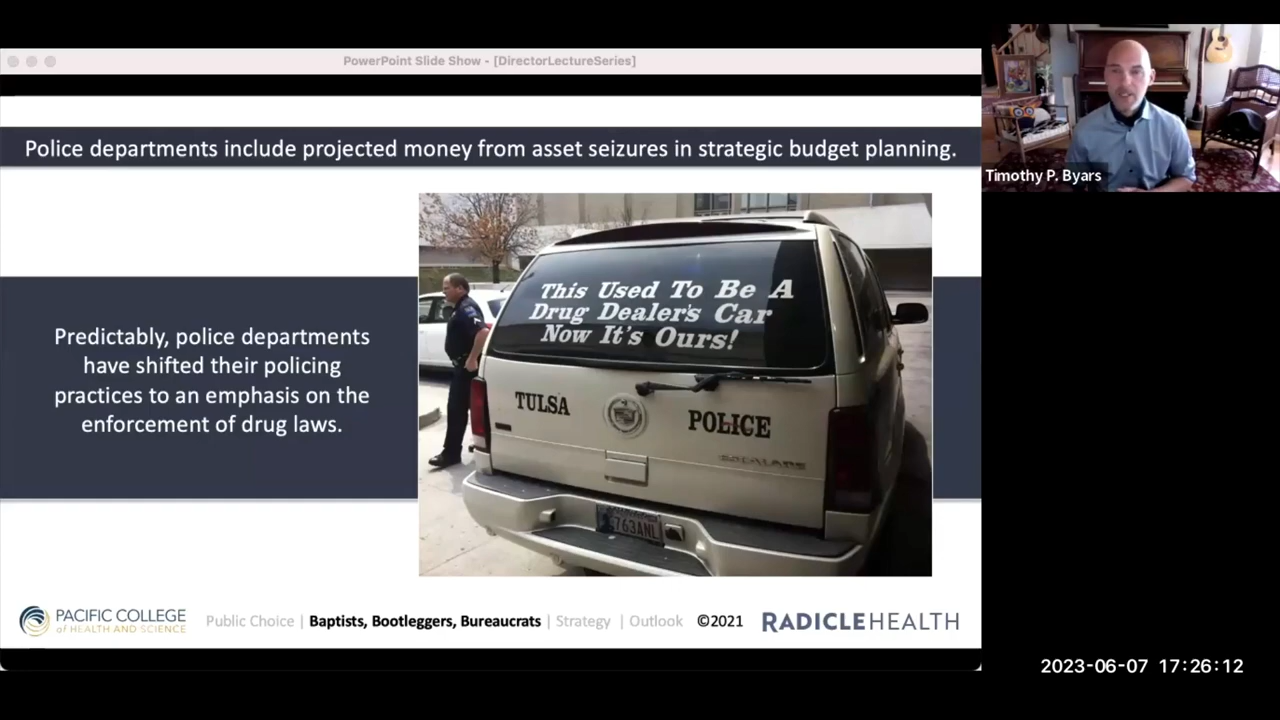 PowerPoint Slide Show - [DirectorLectureSeries]
Police departments include projected money from asset seizures in strategic budget planning.
Timothy P. Byars
Predictably, police departments
have shifted their policing
practices to an emphasis on the
enforcement of drug laws.
This Used To Be A
Drug Dealer's Car
Now It's Ours!
TULSA POLICE
ESCALADE
763ANL
PACIFIC COLLEGE
of HEALTH AND SCIENCE
Public Choice | Baptists, Bootleggers, Bureaucrats | Strategy | Outlook ©2021
RADICLEHEALTH
2023-06-07 17:26:12